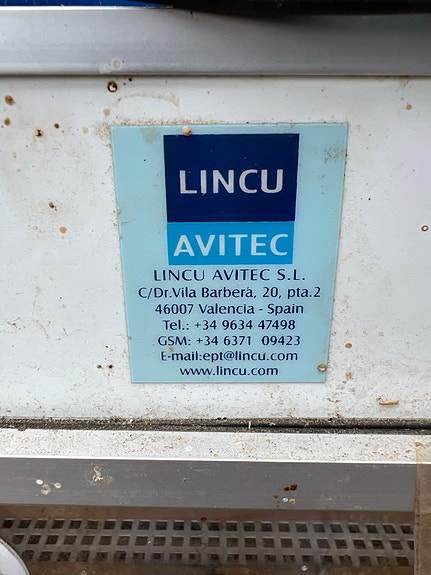 LINCU
AVITEC
LINCU AVITEC S.L.
C/Dr.Vila Barberá, 20, pta.2
46007 Valencia - Spain
Tel.: +34 9634 47498
GSM: +34 6371 09423
E-mail:ept@lincu.com
www.lincu.com